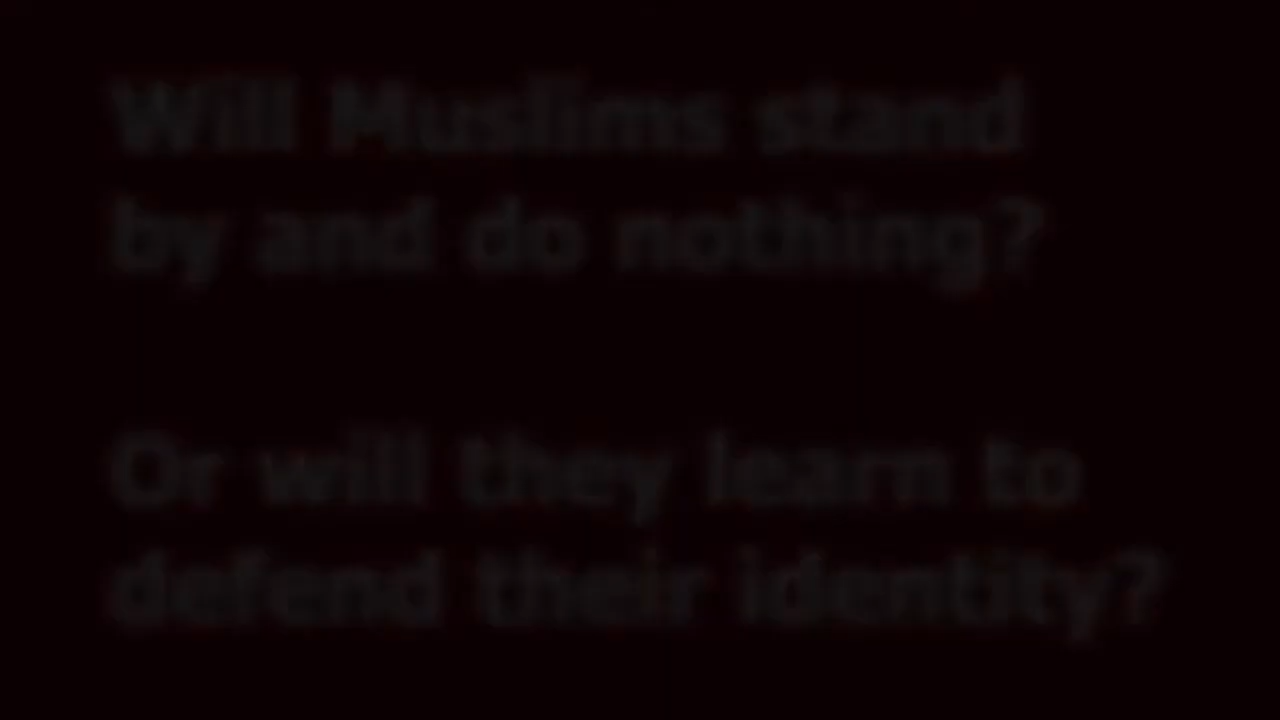 Will Muslims stand
by and do nothing?
Or will they learn to
defend their identity?